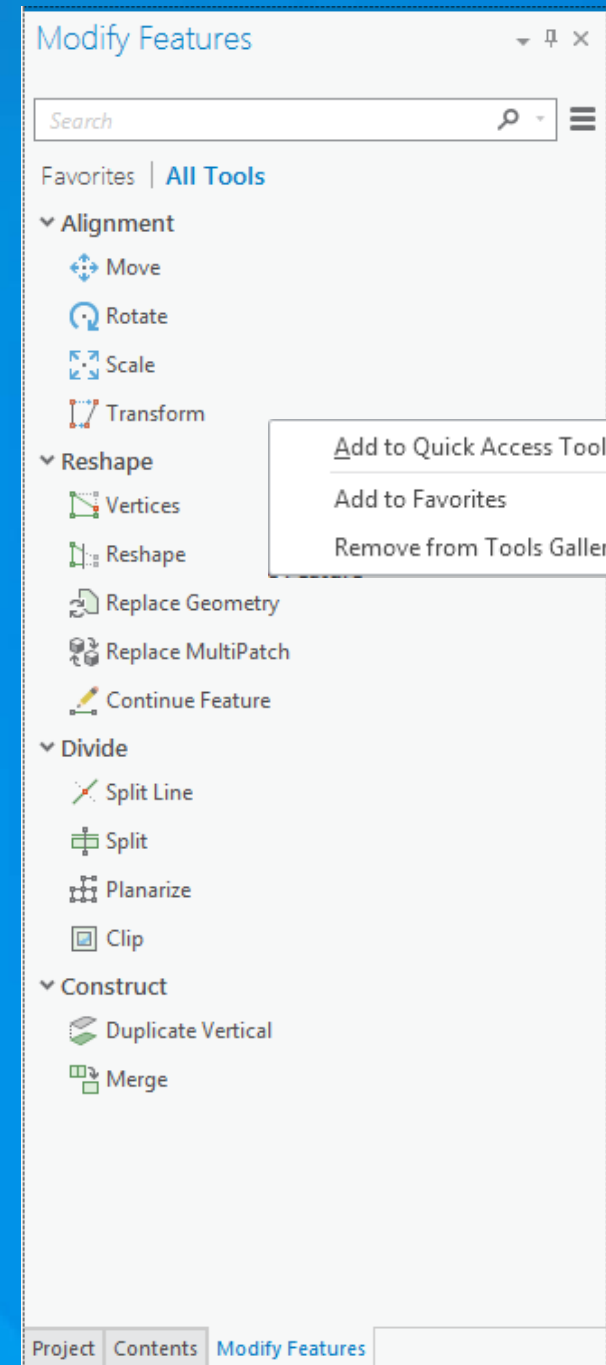 Modify Features
Search
Favorites | All Tools
Alignment
Move
Rotate
Scale
Transform
Add to Quick Access Tool
Reshape
Vertices
Add to Favorites
Reshape
Remove from Tools Galler
Replace Geometry
Replace MultiPatch
Continue Feature
Divide
Split Line
Split
Planarize
Clip
Construct
Duplicate Vertical
Merge
Project Contents Modify Features